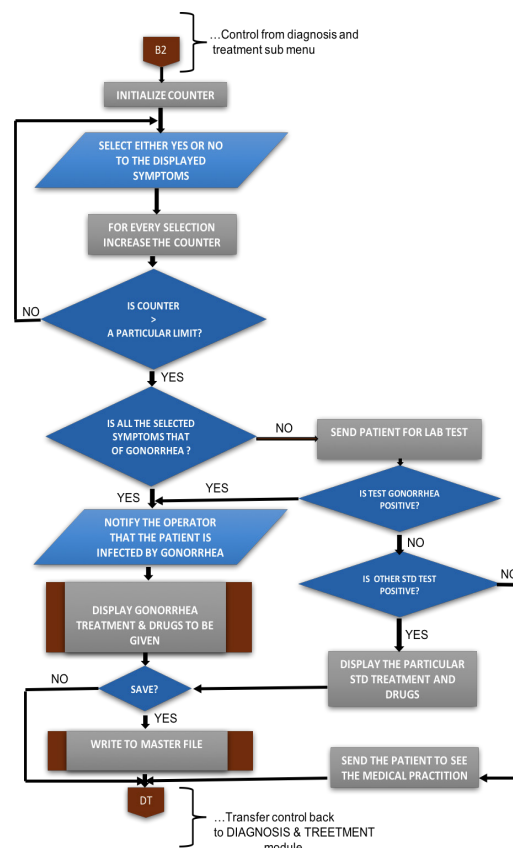 …Control from diagnosis and
treatment sub menu
B2
INITIALIZE COUNTER
SELECT EITHER YES OR NO
TO THE DISPLAYED
SYMPTOMS
FOR EVERY SELECTION
INCREASE THE COUNTER
NO
IS COUNTER
>
A PARTICULAR LIMIT?
YES
IS ALL THE SELECTED
SYMPTOMS THAT
OF GONORRHEA ?
NO
SEND PATIENT FOR LAB TEST
YES
YES
IS TEST GONORRHEA
POSITIVE?
NOTIFY THE OPERATOR
THAT THE PATIENT IS
INFECTED BY GONORRHEA
NO
IS OTHER STD TEST
POSITIVE?
NO
DISPLAY GONORRHEA
TREATMENT & DRUGS TO BE
GIVEN
YES
DISPLAY THE PARTICULAR
STD TREATMENT AND
DRUGS
NO
SAVE?
YES
WRITE TO MASTER FILE
SEND THE PATIENT TO SEE
THE MEDICAL PRACTITION
DT
…Transfer control back
to DIAGNOSIS & TREETMENT
module